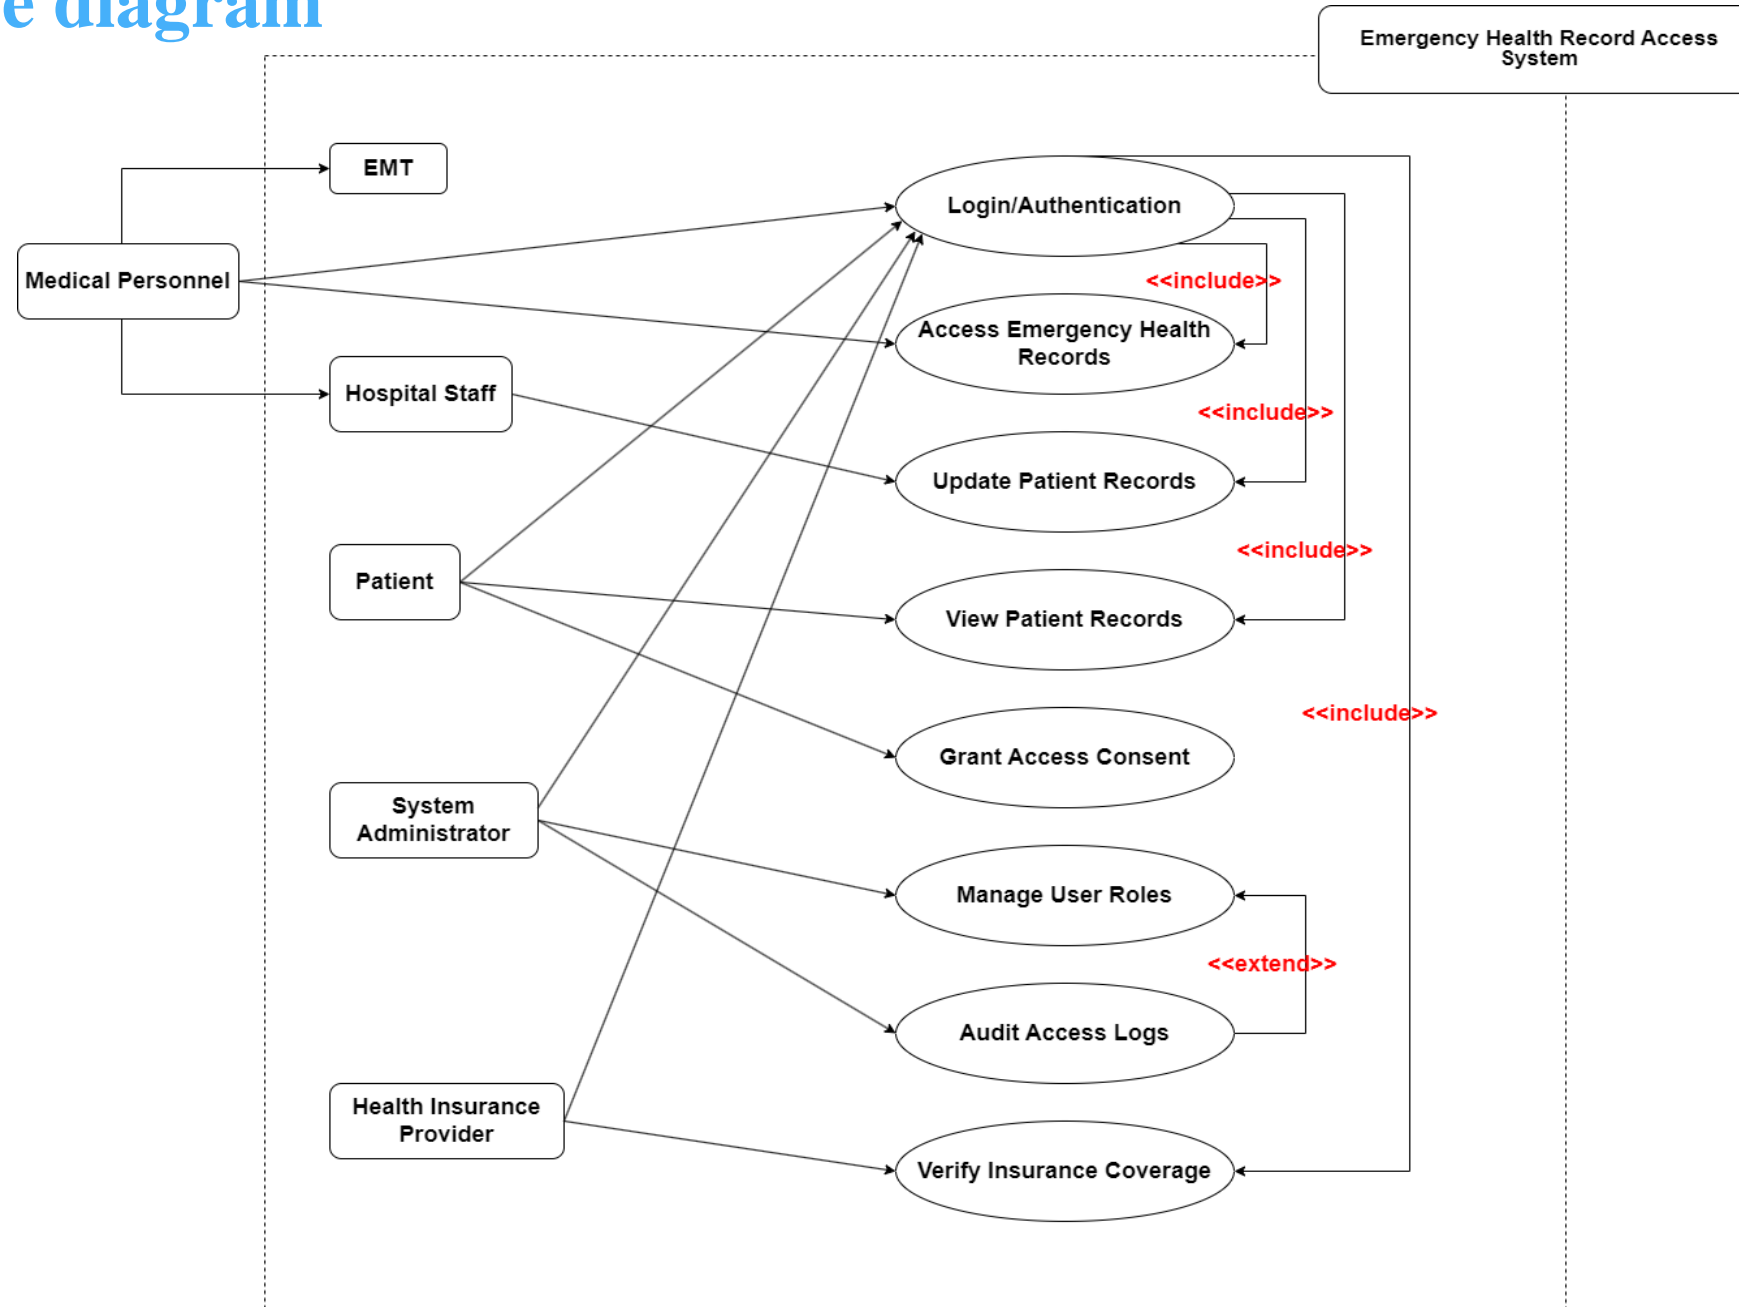 e diagram
Emergency Health Record Access
System
EMT
Login/Authentication
Medical Personnel
<<include>>
Access Emergency Health
Records
Hospital Staff
<<include>>
Update Patient Records
<<include>>
Patient
View Patient Records
<<include>>
Grant Access Consent
System
Administrator
Manage User Roles
<<extend>>
Audit Access Logs
Health Insurance
Provider
Verify Insurance Coverage